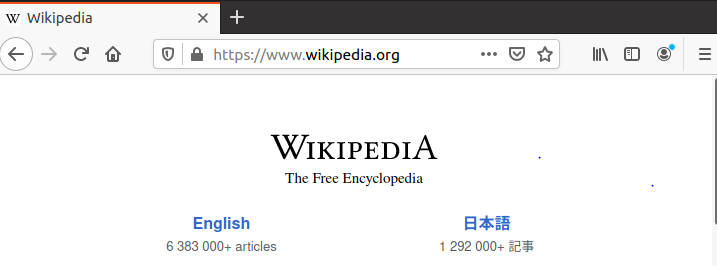 Wikipedia
https://www.wikipedia.org
WIKIPEDIA
The Free Encyclopedia
English
6 383 000+ articles
日本語
1 292 000+ 記事